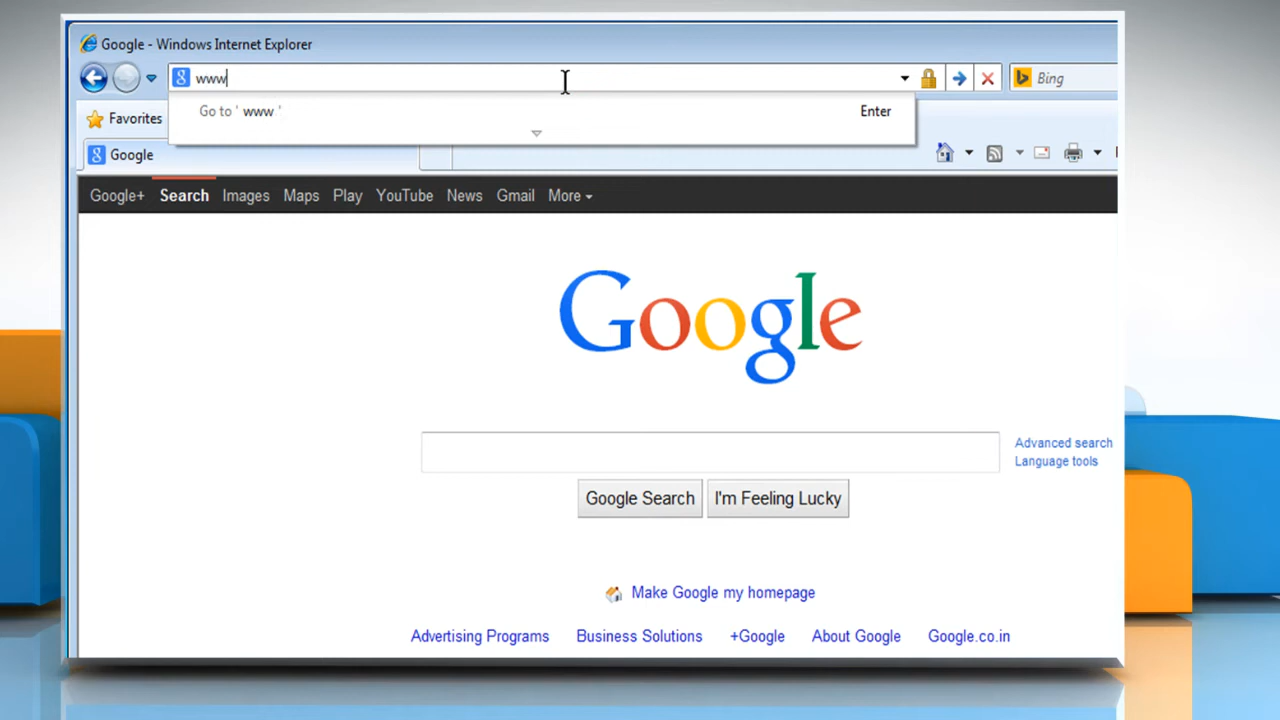 Google - Windows Internet Explorer
www
Bing
Go to ' www '
Enter
Favorites
Google
Google+ Search Images Maps Play YouTube News Gmail More
Google
Advanced search
Language tools
Google Search
I'm Feeling Lucky
Make Google my homepage
Advertising Programs Business Solutions +Google About Google Google.co.in